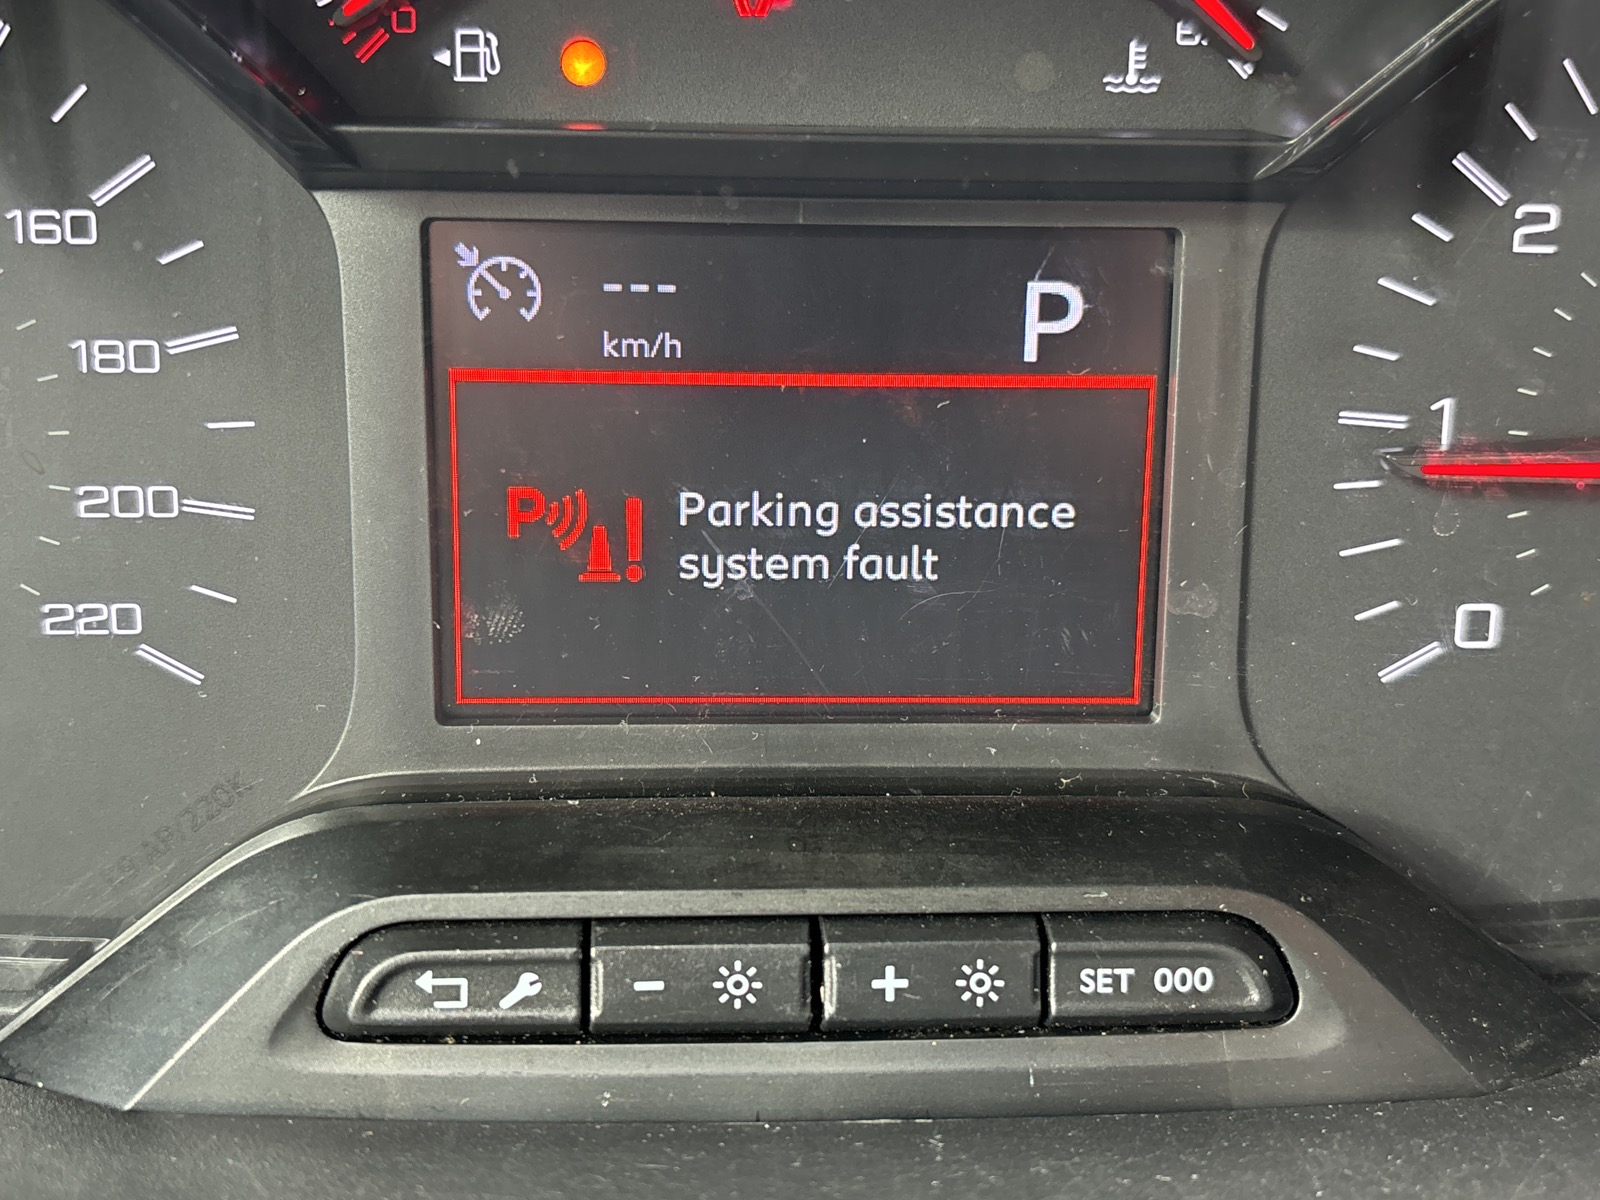 160
180
200
220
---
km/h
P
P
Parking assistance
system fault
2
1
0
- +
SET 000